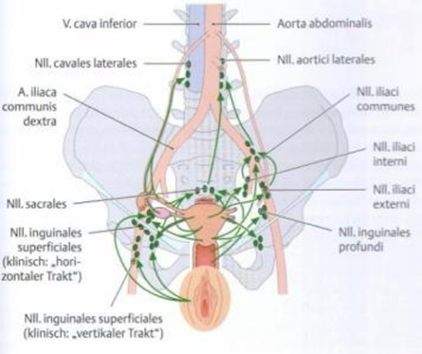 V. cava inferior
Aorta abdominalis
Nll. cavales laterales
Nll. aortici laterales
A. iliaca
communis
dextra
Nll. iliaci
communes
Nll. iliaci
interni
Nll. sacrales
Nll. iliaci
externi
Nll. inguinales
superficiales
(klinisch: „hori-
zontaler Trakt“)
Nll. inguinales
profundi
Nll. inguinales superficiales
(klinisch: „vertikaler Trakt“)